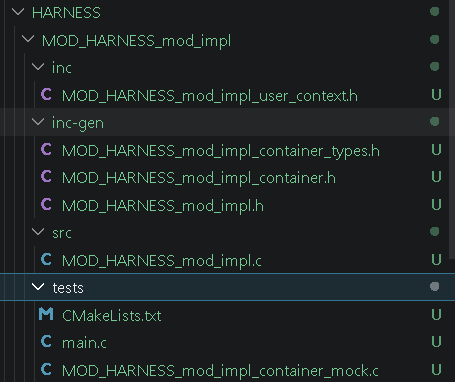 HARNESS
MOD_HARNESS_mod_impl
inc
C MOD_HARNESS_mod_impl_user_context.h U
inc-gen
C MOD_HARNESS_mod_impl_container_types.h U
C MOD_HARNESS_mod_impl_container.h U
C MOD_HARNESS_mod_impl.h U
src
C MOD_HARNESS_mod_impl.c U
tests
M CMakeLists.txt U
C main.c U
C MOD_HARNESS_mod_impl_container_mock.c U